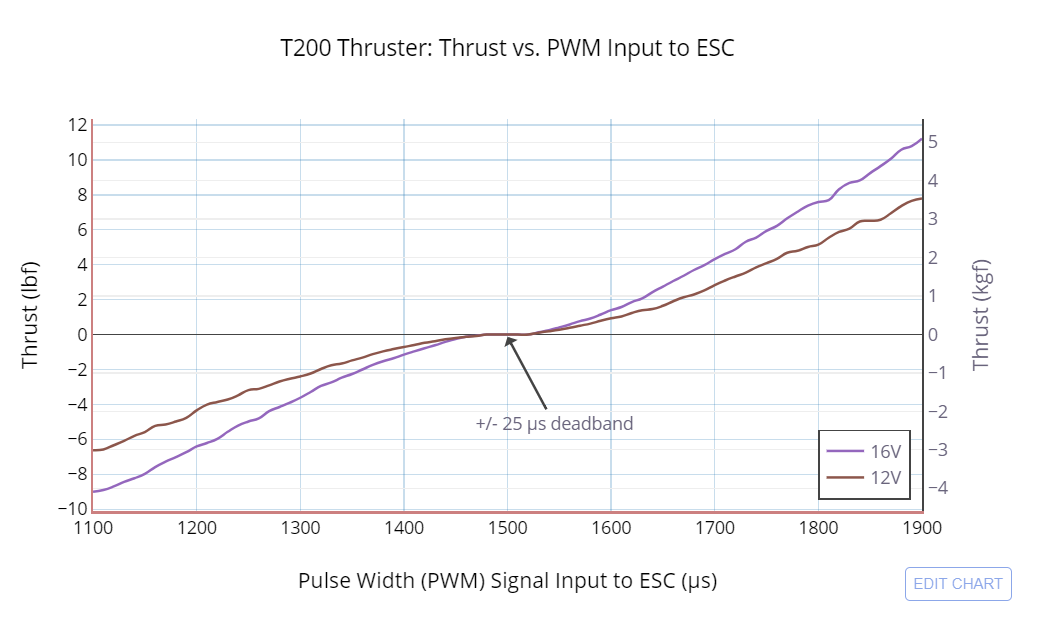 T200 Thruster: Thrust vs. PWM Input to ESC
12
10
8
6
4
2
0
−2
−4
−6
−8
−10
Thrust (lbf)
5
4
3
2
1
0
−1
−2
−3
−4
Thrust (kgf)
+/- 25 μs deadband
16V
12V
1100 1200 1300 1400 1500 1600 1700 1800 1900
Pulse Width (PWM) Signal Input to ESC (μs)
EDIT CHART